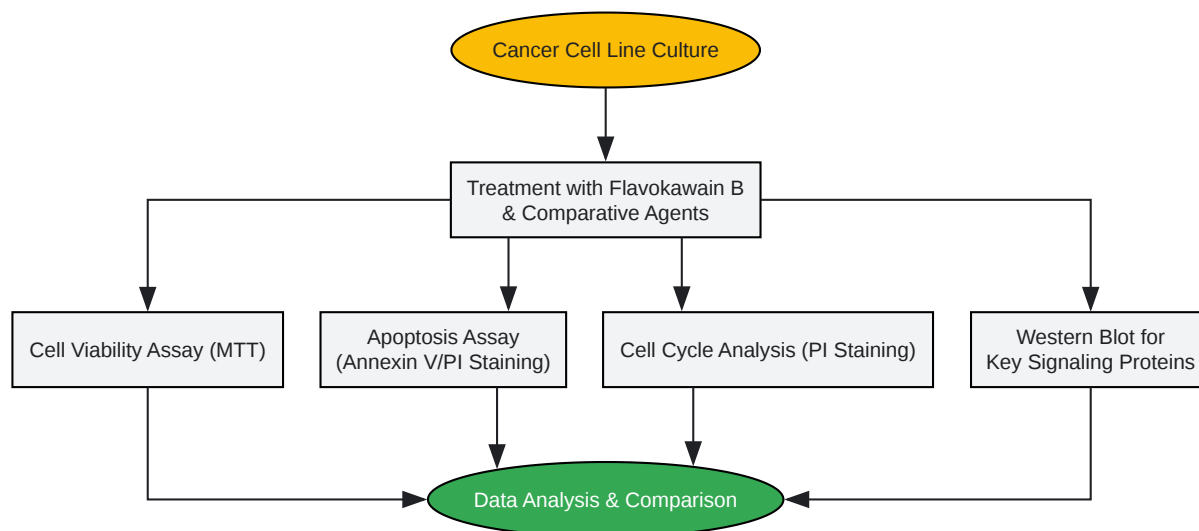 Cancer Cell Line Culture
Treatment with Flavokawain B
& Comparative Agents
Cell Viability Assay (MTT)
Apoptosis Assay
(Annexin V/PI Staining)
Cell Cycle Analysis (PI Staining)
Western Blot for
Key Signaling Proteins
Data Analysis & Comparison